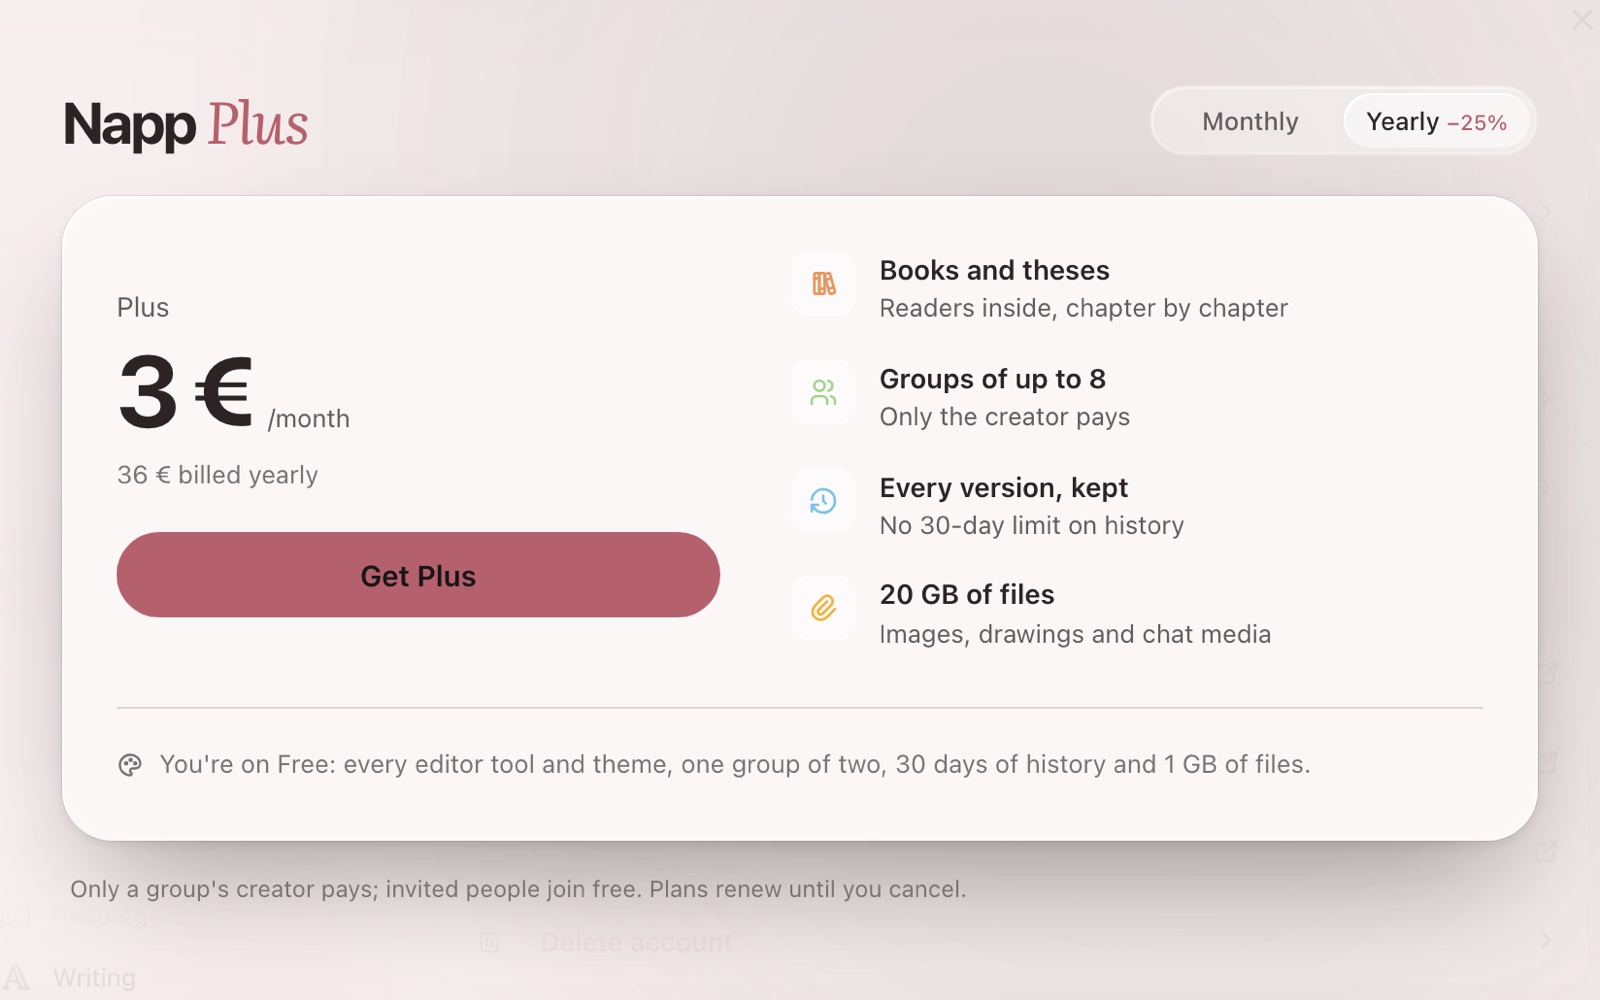 Napp Plus
Monthly
Yearly −25%
Plus
3 € /month
36 € billed yearly
Get Plus
Books and theses
Readers inside, chapter by chapter
Groups of up to 8
Only the creator pays
Every version, kept
No 30-day limit on history
20 GB of files
Images, drawings and chat media
You're on Free: every editor tool and theme, one group of two, 30 days of history and 1 GB of files.
Only a group's creator pays; invited people join free. Plans renew until you cancel.
Reading
Delete account
Writing